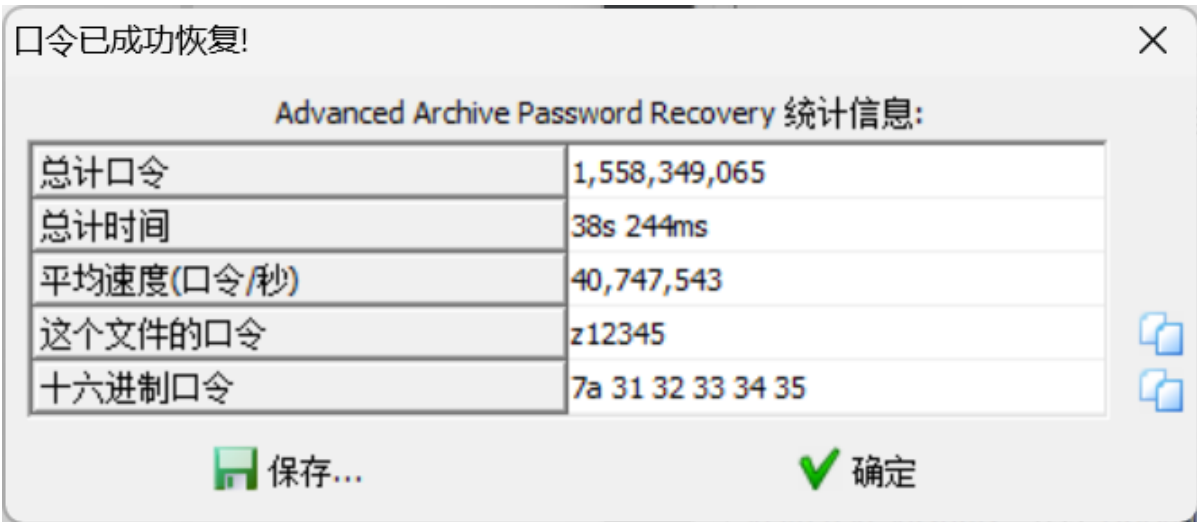 口令已成功恢复!
Advanced Archive Password Recovery 统计信息:
总计口令 1,558,349,065
总计时间 38s 244ms
平均速度(口令/秒) 40,747,543
这个文件的口令 z12345
十六进制口令 7a 31 32 33 34 35
保存... 确定